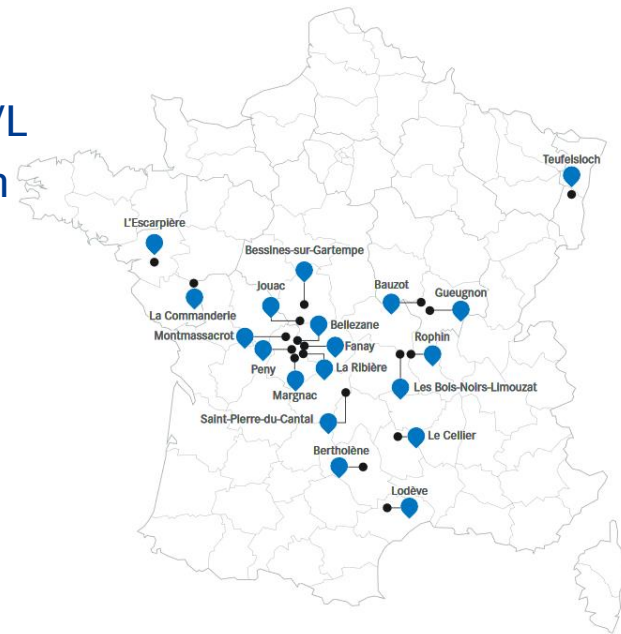 /L
Teufelsloch
L'Escarpière
Bessines-sur-Gartempe
Jouac
Bauzot
Gueugnon
La Commanderie
Bellezane
Montmassacrot
Fanay
Rophin
Peny
La Ribière
Les Bois-Noirs-Limouzat
Margnac
Saint-Pierre-du-Cantal
Le Cellier
Bertholène
Lodève